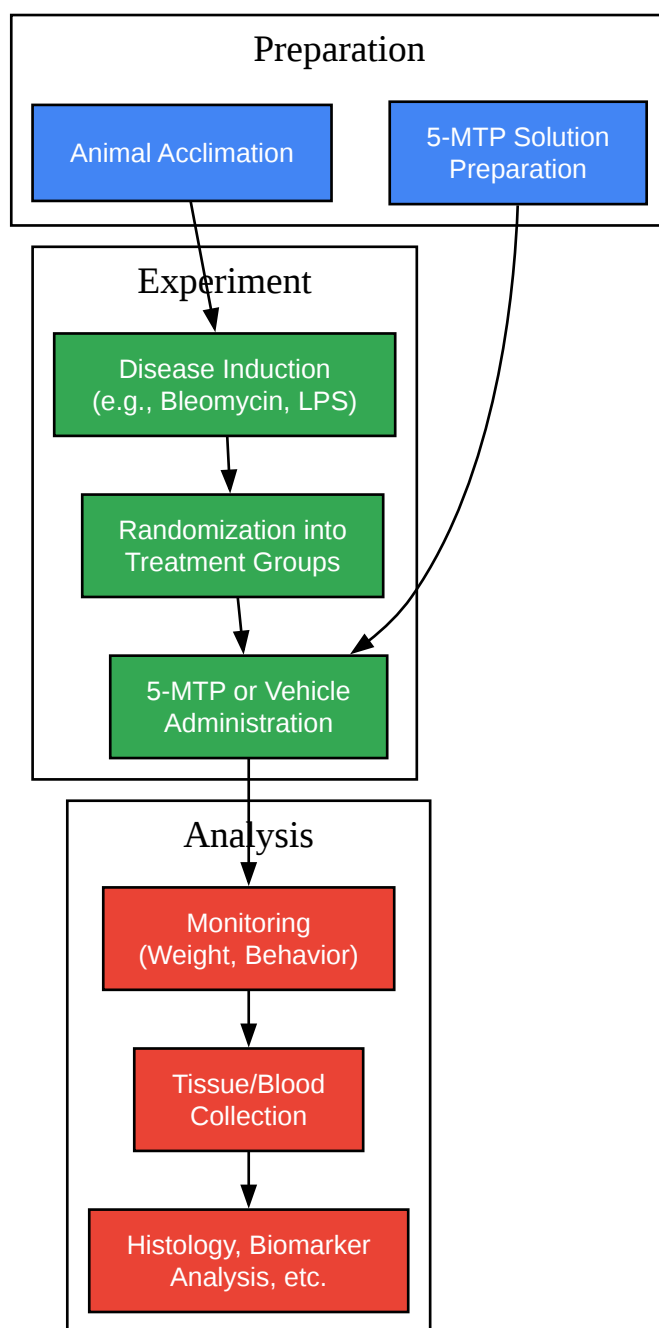 Preparation
Animal Acclimation
5-MTP Solution
Preparation
Experiment
Disease Induction
(e.g., Bleomycin, LPS)
Randomization into
Treatment Groups
5-MTP or Vehicle
Administration
Analysis
Monitoring
(Weight, Behavior)
Tissue/Blood
Collection
Histology, Biomarker
Analysis, etc.